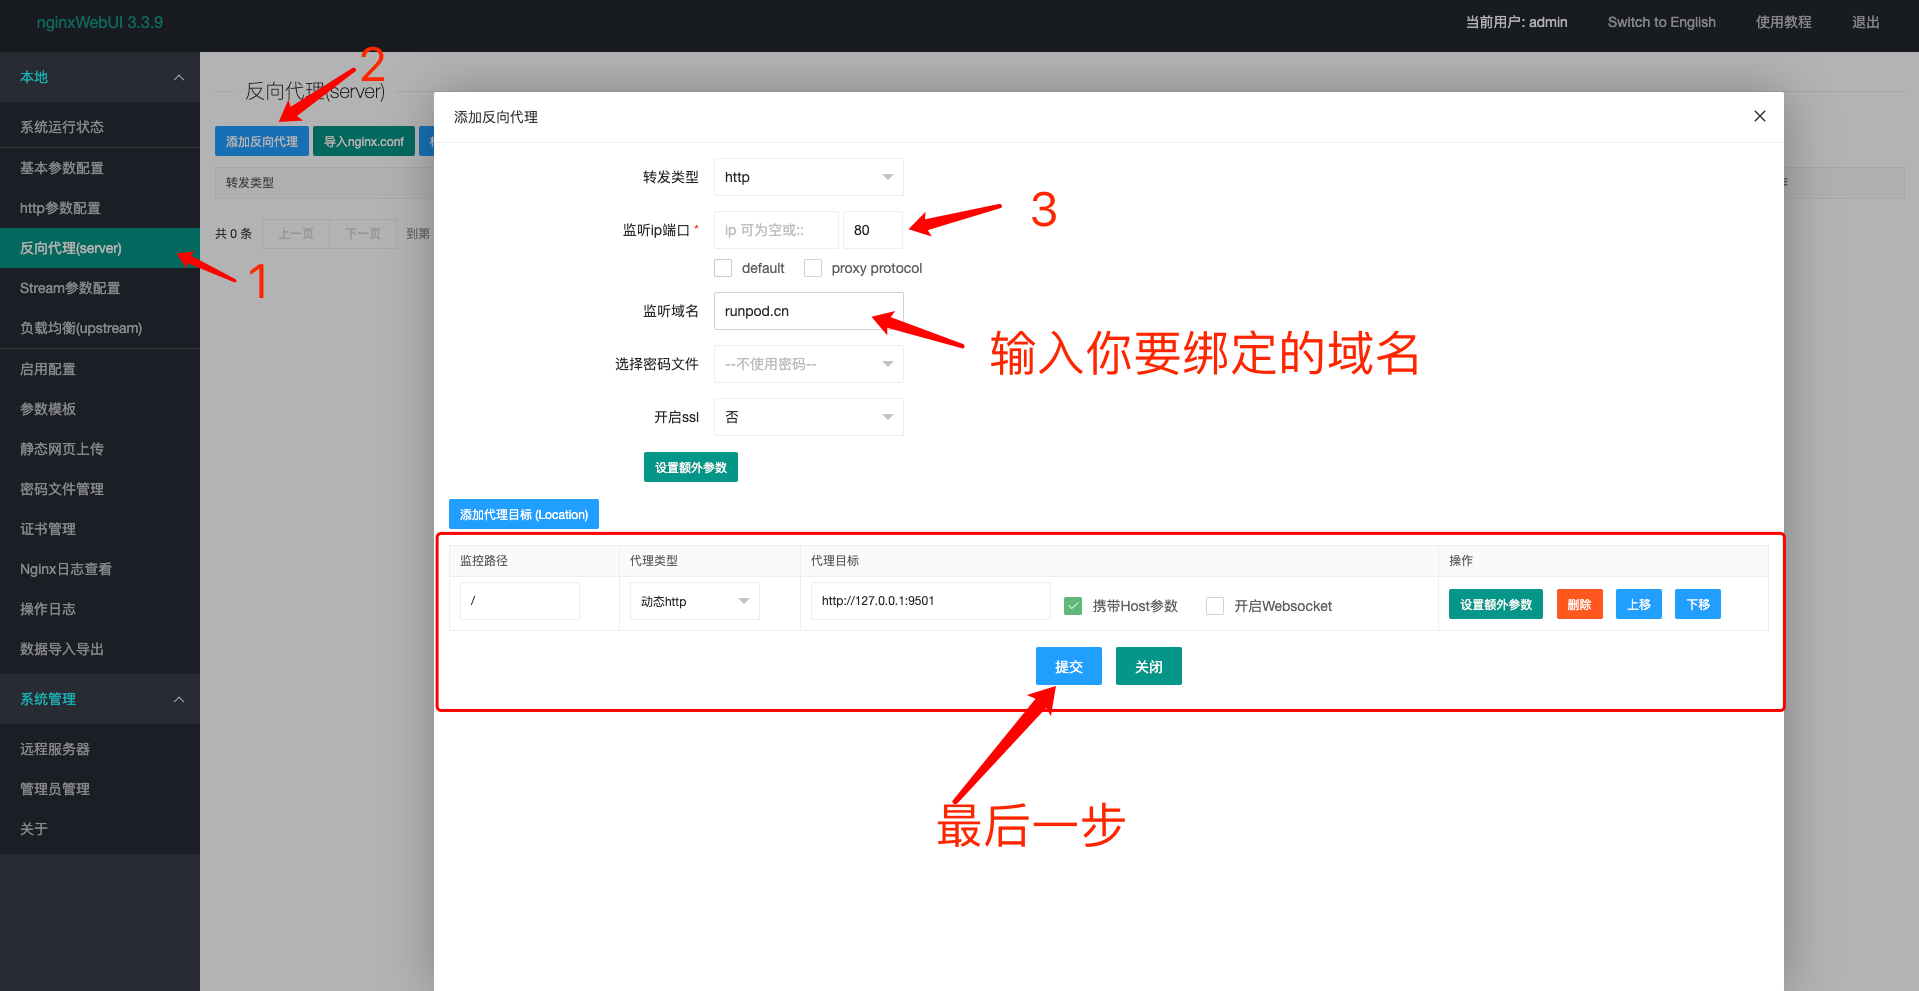 nginxWebUI 3.3.9
当前用户: admin
Switch to English
使用教程
退出
本地
系统运行状态
基本参数配置
http参数配置
反向代理(server)
Stream参数配置
负载均衡(upstream)
启用配置
参数模板
静态网页上传
密码文件管理
证书管理
Nginx日志查看
操作日志
数据导入导出
系统管理
远程服务器
管理员管理
关于
反向代理(server)
添加反向代理
导入nginx.conf
转发类型
共 0 条
上一页
下一页
到第
1
2
添加反向代理
转发类型
http
监听ip端口 *
ip 可为空或::
80
3
default
proxy protocol
监听域名
runpod.cn
输入你要绑定的域名
选择密码文件
--不使用密码--
开启ssl
否
设置额外参数
添加代理目标 (Location)
监控路径
代理类型
代理目标
操作
/
动态http
http://127.0.0.1:9501
携带Host参数
开启Websocket
设置额外参数
删除
上移
下移
提交
关闭
最后一步